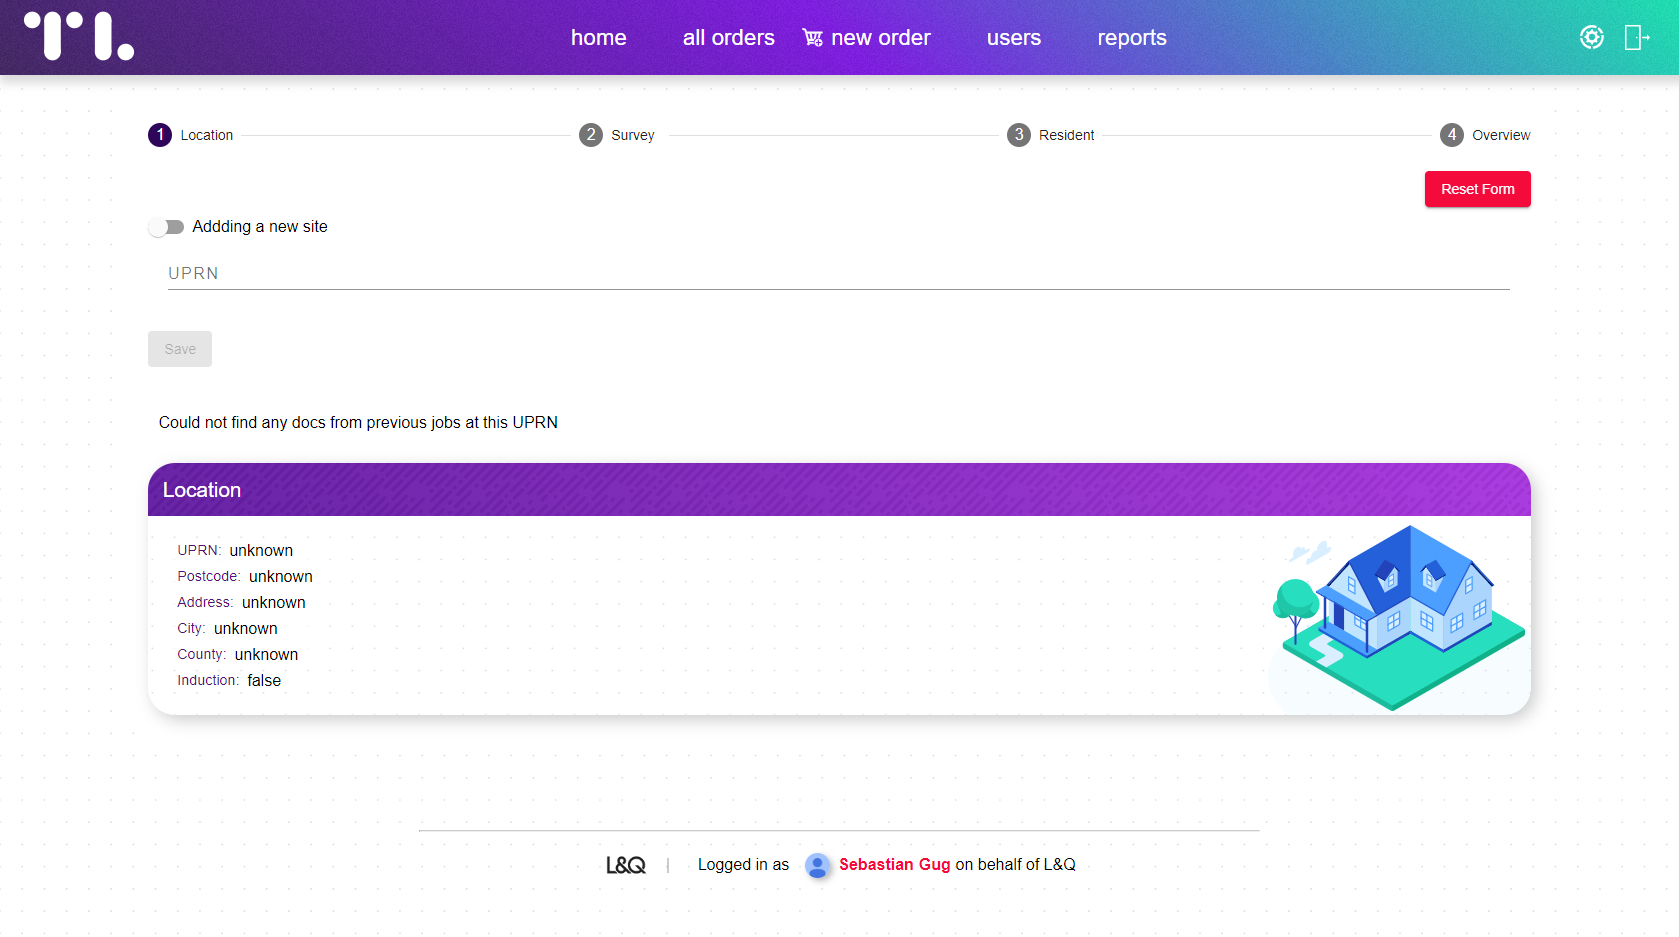 TL.
home all orders new order users reports
1 Location 2 Survey 3 Resident 4 Overview
Reset Form
Addding a new site
UPRN
Save
Could not find any docs from previous jobs at this UPRN
Location
UPRN: unknown
Postcode: unknown
Address: unknown
City: unknown
County: unknown
Induction: false
L&Q | Logged in as Sebastian Gug on behalf of L&Q